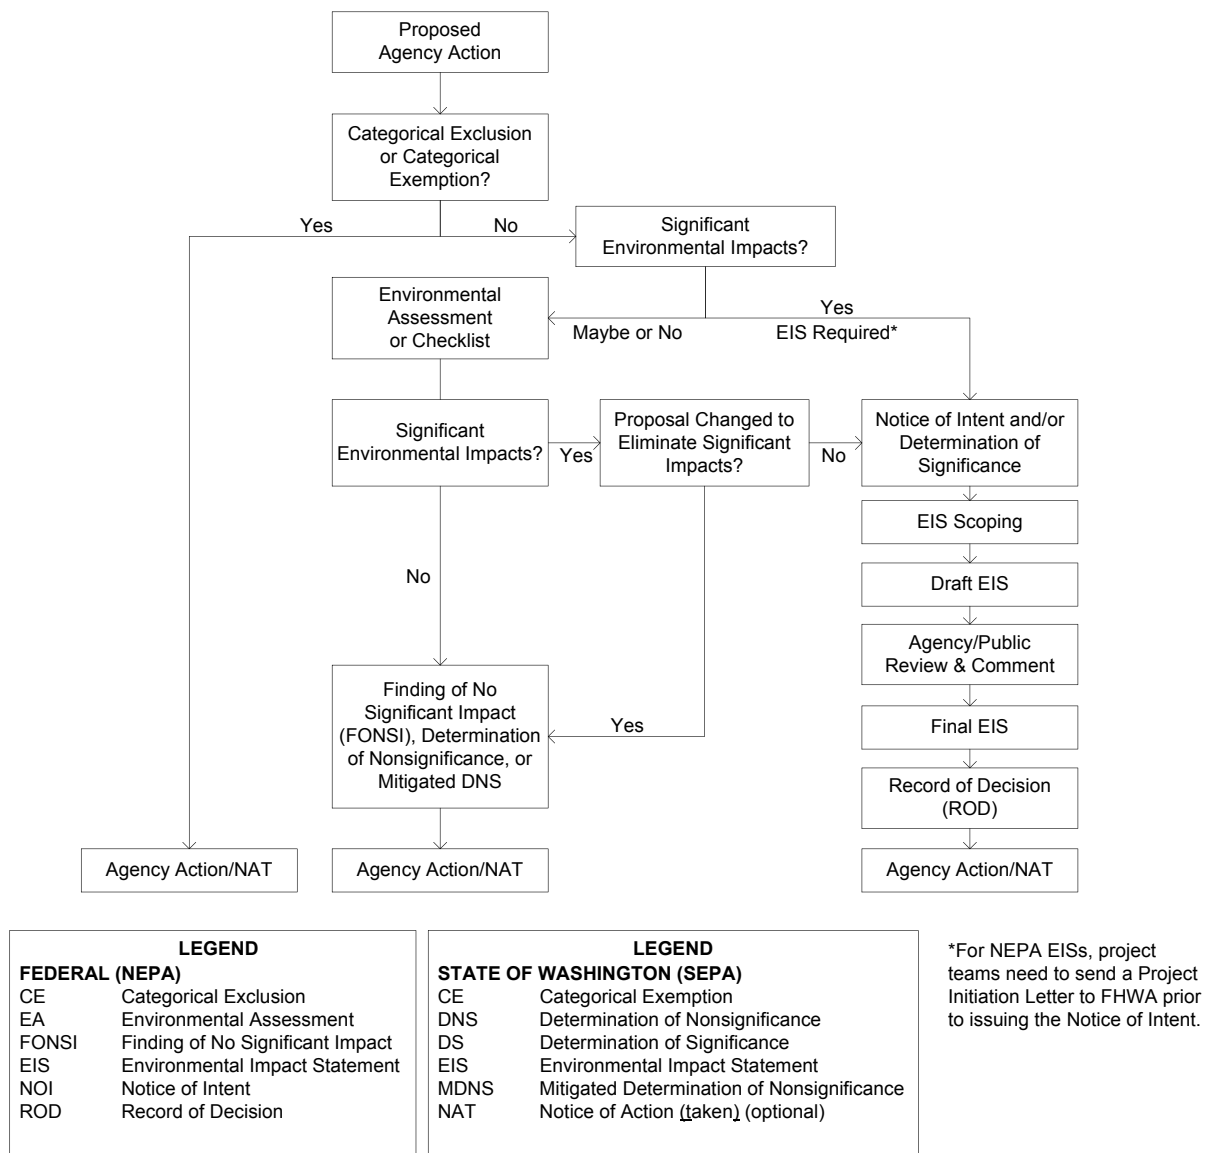 Proposed
Agency Action
Categorical Exclusion
or Categorical
Exemption?
Yes
No
Significant
Environmental Impacts?
Environmental
Assessment
or Checklist
Maybe or No
Yes
EIS Required*
Significant
Environmental Impacts?
Yes
Proposal Changed to
Eliminate Significant
Impacts?
No
Notice of Intent and/or
Determination of
Significance
EIS Scoping
No
Draft EIS
Agency/Public
Review & Comment
Finding of No
Significant Impact
(FONSI), Determination
of Nonsignificance, or
Mitigated DNS
Yes
Final EIS
Record of Decision
(ROD)
Agency Action/NAT
Agency Action/NAT
Agency Action/NAT
LEGEND
FEDERAL (NEPA)
CE Categorical Exclusion
EA Environmental Assessment
FONSI Finding of No Significant Impact
EIS Environmental Impact Statement
NOI Notice of Intent
ROD Record of Decision
LEGEND
STATE OF WASHINGTON (SEPA)
CE Categorical Exemption
DNS Determination of Nonsignificance
DS Determination of Significance
EIS Environmental Impact Statement
MDNS Mitigated Determination of Nonsignificance
NAT Notice of Action (taken) (optional)
*For NEPA EISs, project
teams need to send a Project
Initiation Letter to FHWA prior
to issuing the Notice of Intent.